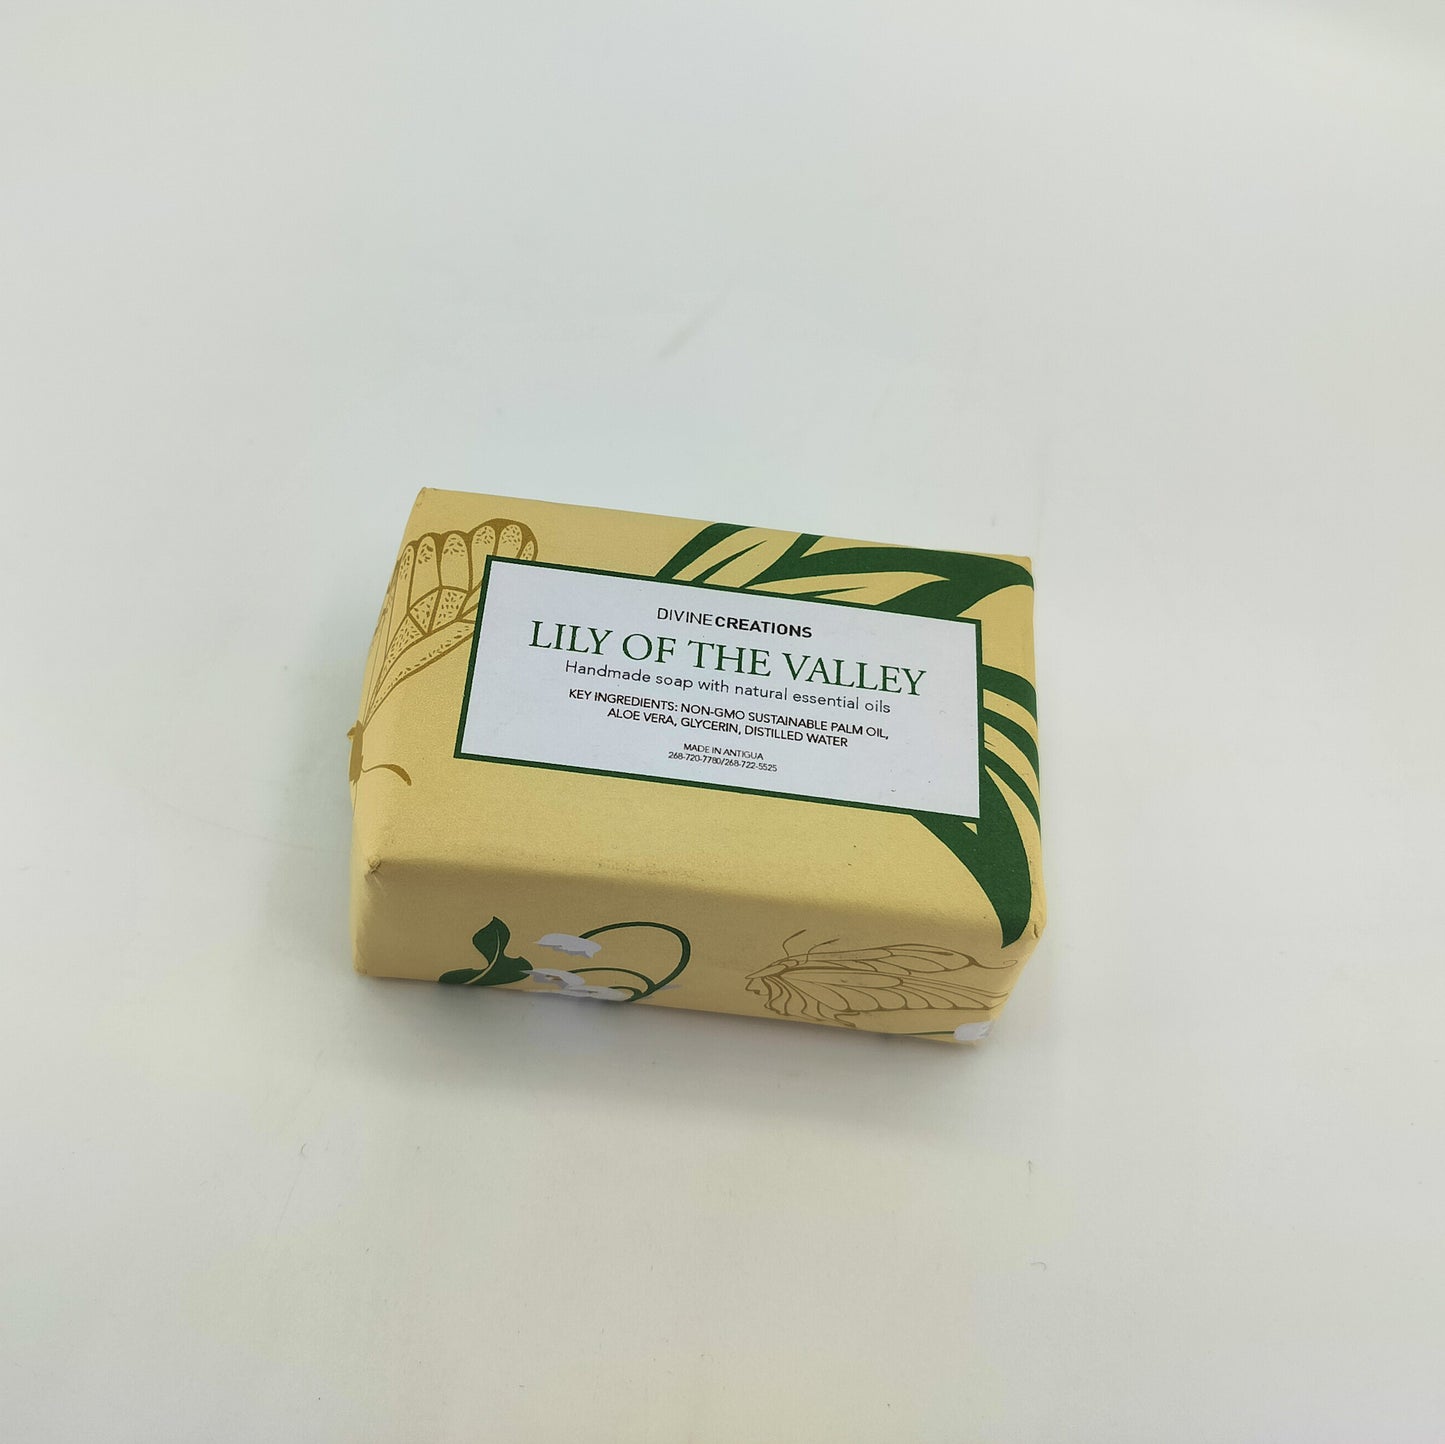 DIVINECREATIONS
LILY OF THE VALLEY
Handmade soap with natural essential oils
KEY INGREDIENTS: NON-GMO SUSTAINABLE PALM OIL,
ALOE VERA, GLYCERIN, DISTILLED WATER
MADE IN ANTIGUA
268-720-7780/268-722-5525